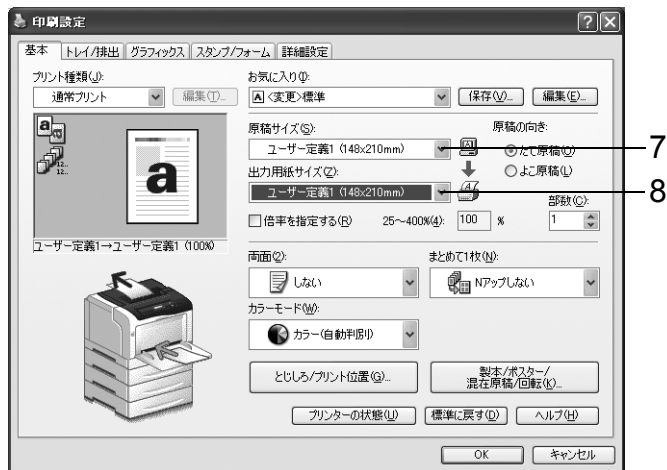 印刷設定
基本 トレイ/排出 グラフィックス スタンプ/フォーム 詳細設定
プリント種類(J):
通常プリント 編集(T)...
お気に入り(I):
A <変更>標準 保存(V)... 編集(E)...
原稿サイズ(S):
ユーザー定義1 (148×210mm)
原稿の向き:
たて原稿(O)
よこ原稿(L)
7
出力用紙サイズ(Z):
ユーザー定義1 (148×210mm)
8
部数(C):
1
倍率を指定する(R) 25~400%(4): 100 %
a
ユーザー定義1→ユーザー定義1 (100%)
両面(2):
しない
まとめて1枚(N):
Nアップしない
カラーモード(W):
カラー(自動判別)
とじしろ/プリント位置(G)...
製本/ポスター/
混在原稿/回転(K)...
プリンターの状態(U) 標準に戻す(D) ヘルプ(H)
OK キャンセル